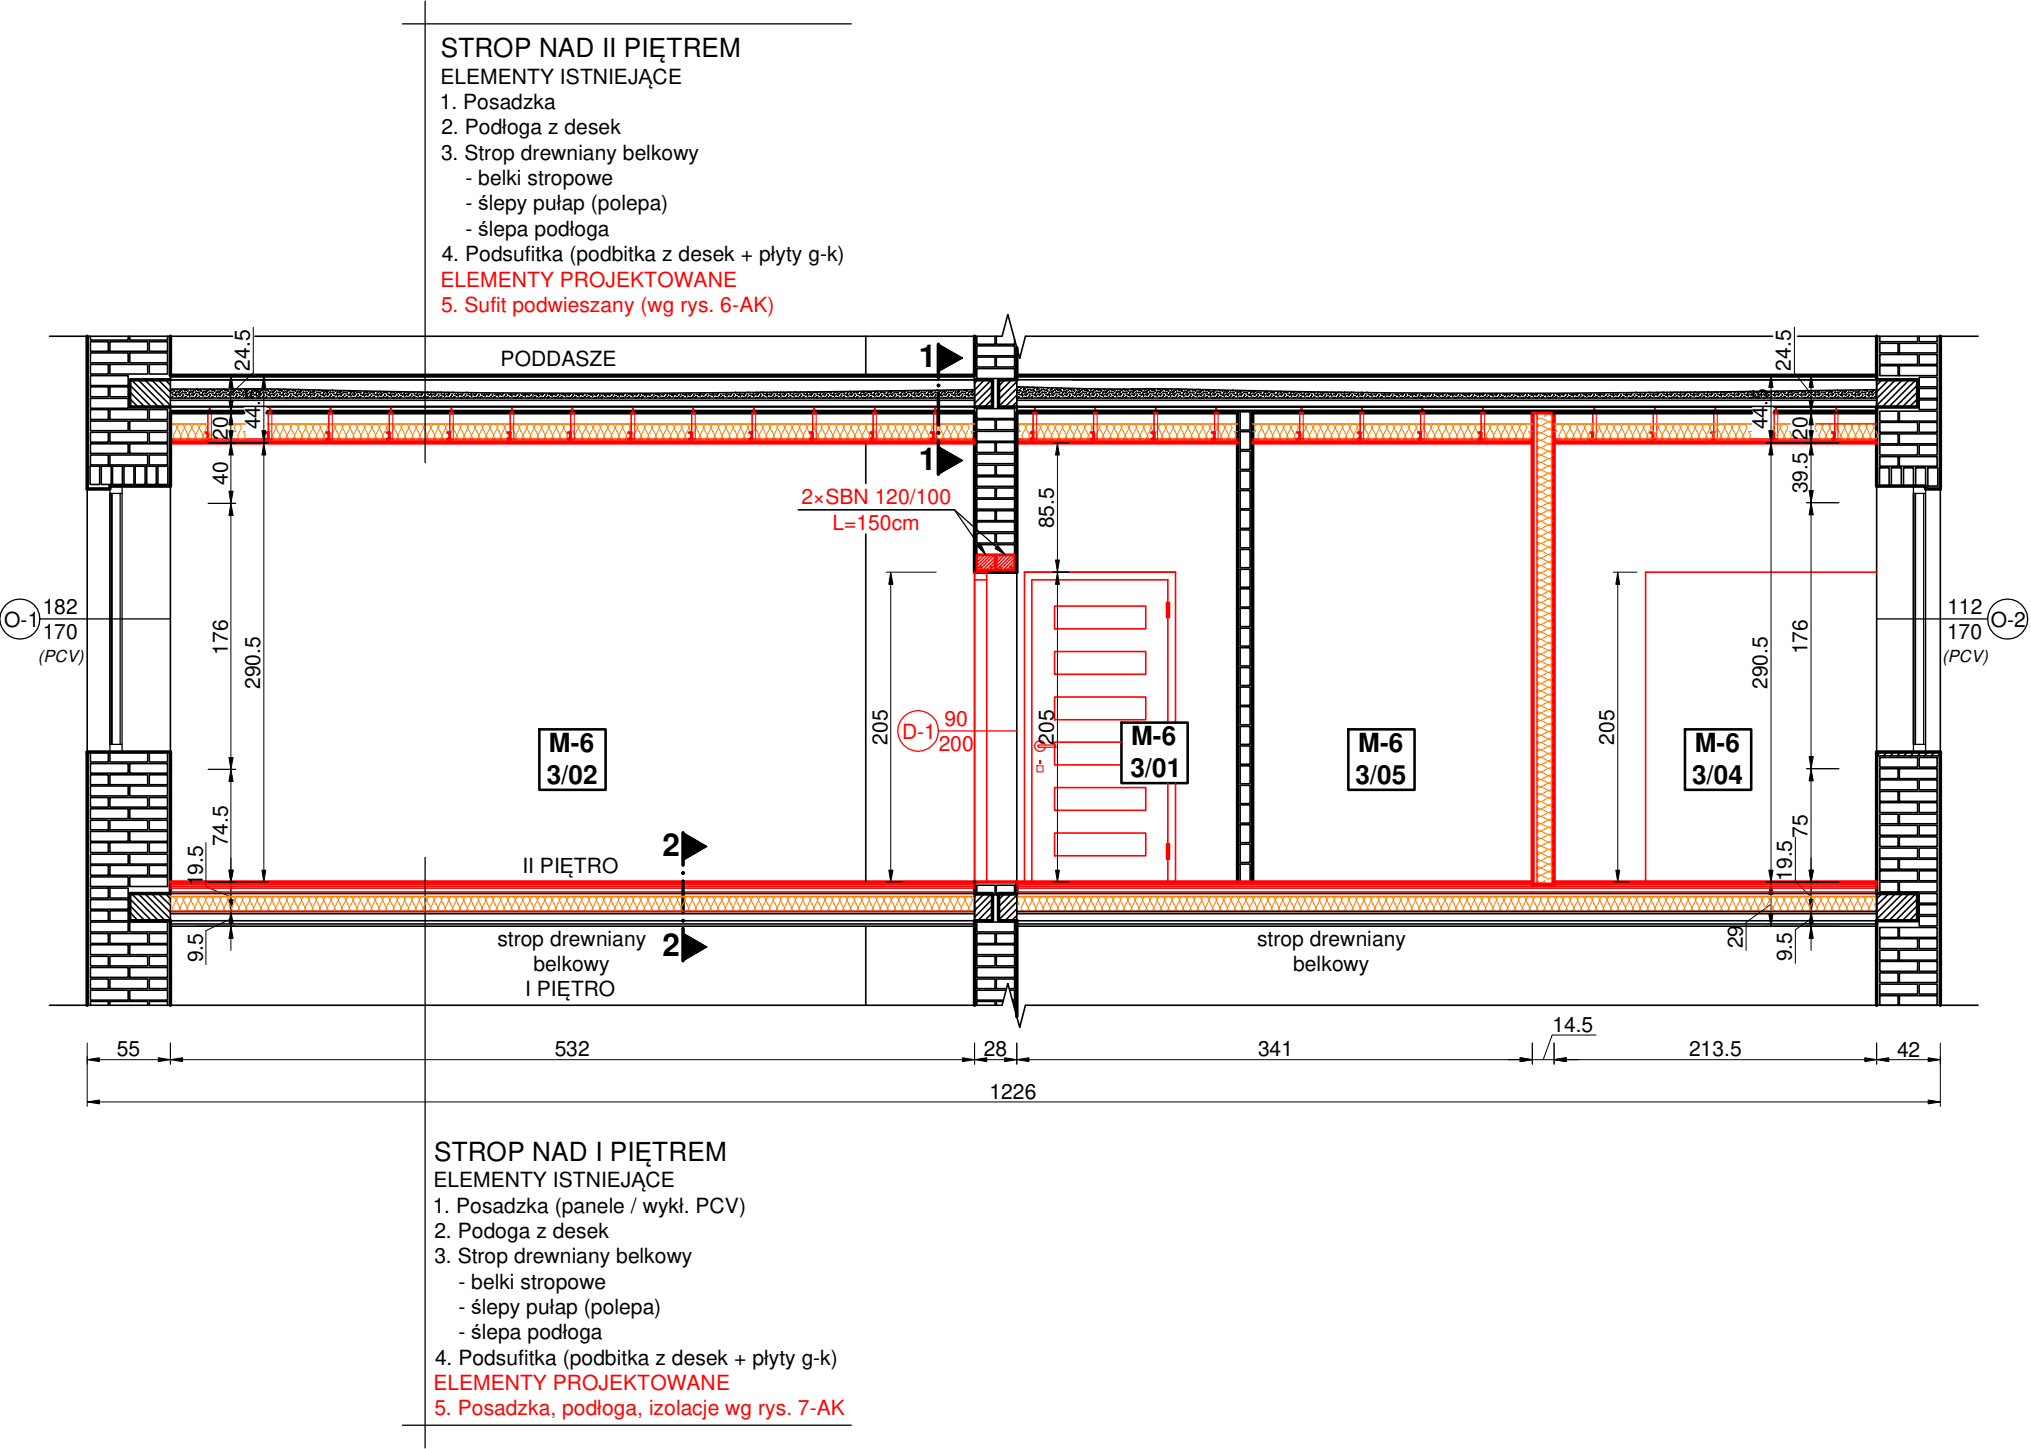 STROP NAD II PIĘTREM
ELEMENTY ISTNIEJĄCE
1. Posadzka
2. Podłoga z desek
3. Strop drewniany belkowy
- belki stropowe
- ślepy pułap (polepa)
- ślepa podłoga
4. Podsufitka (podbitka z desek + płyty g-k)
ELEMENTY PROJEKTOWANE
5. Sufit podwieszany (wg rys. 6-AK)
PODDASZE
1
24.5
24.5
20
20
1
40
39.5
2×SBN 120/100
L=150cm
85.5
O-1
182
170
(PCV)
176
290.5
205
D-1
90
200
205
205
290.5
176
112
170
(PCV)
O-2
M-6
3/02
M-6
3/01
M-6
3/05
M-6
3/04
74.5
75
19.5
19.5
II PIĘTRO
2
9.5
29
9.5
strop drewniany
belkowy
2
I PIĘTRO
strop drewniany
belkowy
55
532
28
341
14.5
213.5
42
1226
STROP NAD I PIĘTREM
ELEMENTY ISTNIEJĄCE
1. Posadzka (panele / wykł. PCV)
2. Podoga z desek
3. Strop drewniany belkowy
- belki stropowe
- ślepy pułap (polepa)
- ślepa podłoga
4. Podsufitka (podbitka z desek + płyty g-k)
ELEMENTY PROJEKTOWANE
5. Posadzka, podłoga, izolacje wg rys. 7-AK